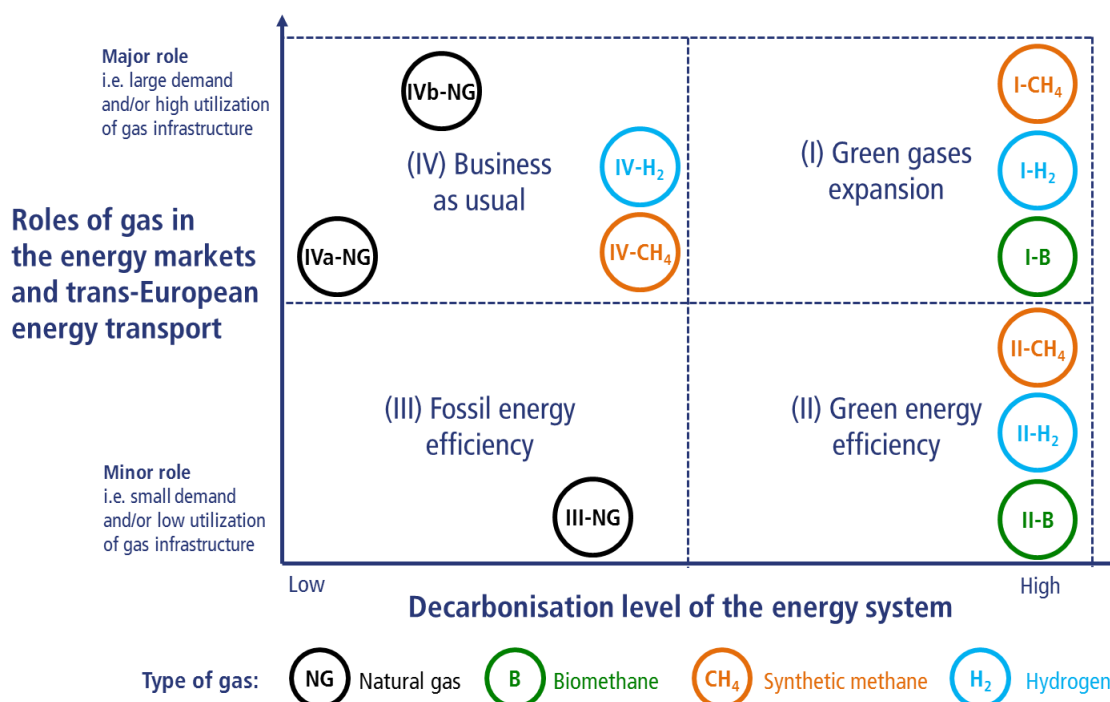 Major role
i.e. large demand
and/or high utilization
of gas infrastructure
IVb-NG
I-CH₄
(IV) Business
as usual
IV-H₂
(I) Green gases
expansion
I-H₂
Roles of gas in
the energy markets
and trans-European
energy transport
IVa-NG
IV-CH₄
I-B
II-CH₄
(III) Fossil energy
efficiency
(II) Green energy
efficiency
II-H₂
Minor role
i.e. small demand
and/or low utilization
of gas infrastructure
III-NG
II-B
Low
High
Decarbonisation level of the energy system
Type of gas: NG Natural gas B Biomethane CH₄ Synthetic methane H₂ Hydrogen